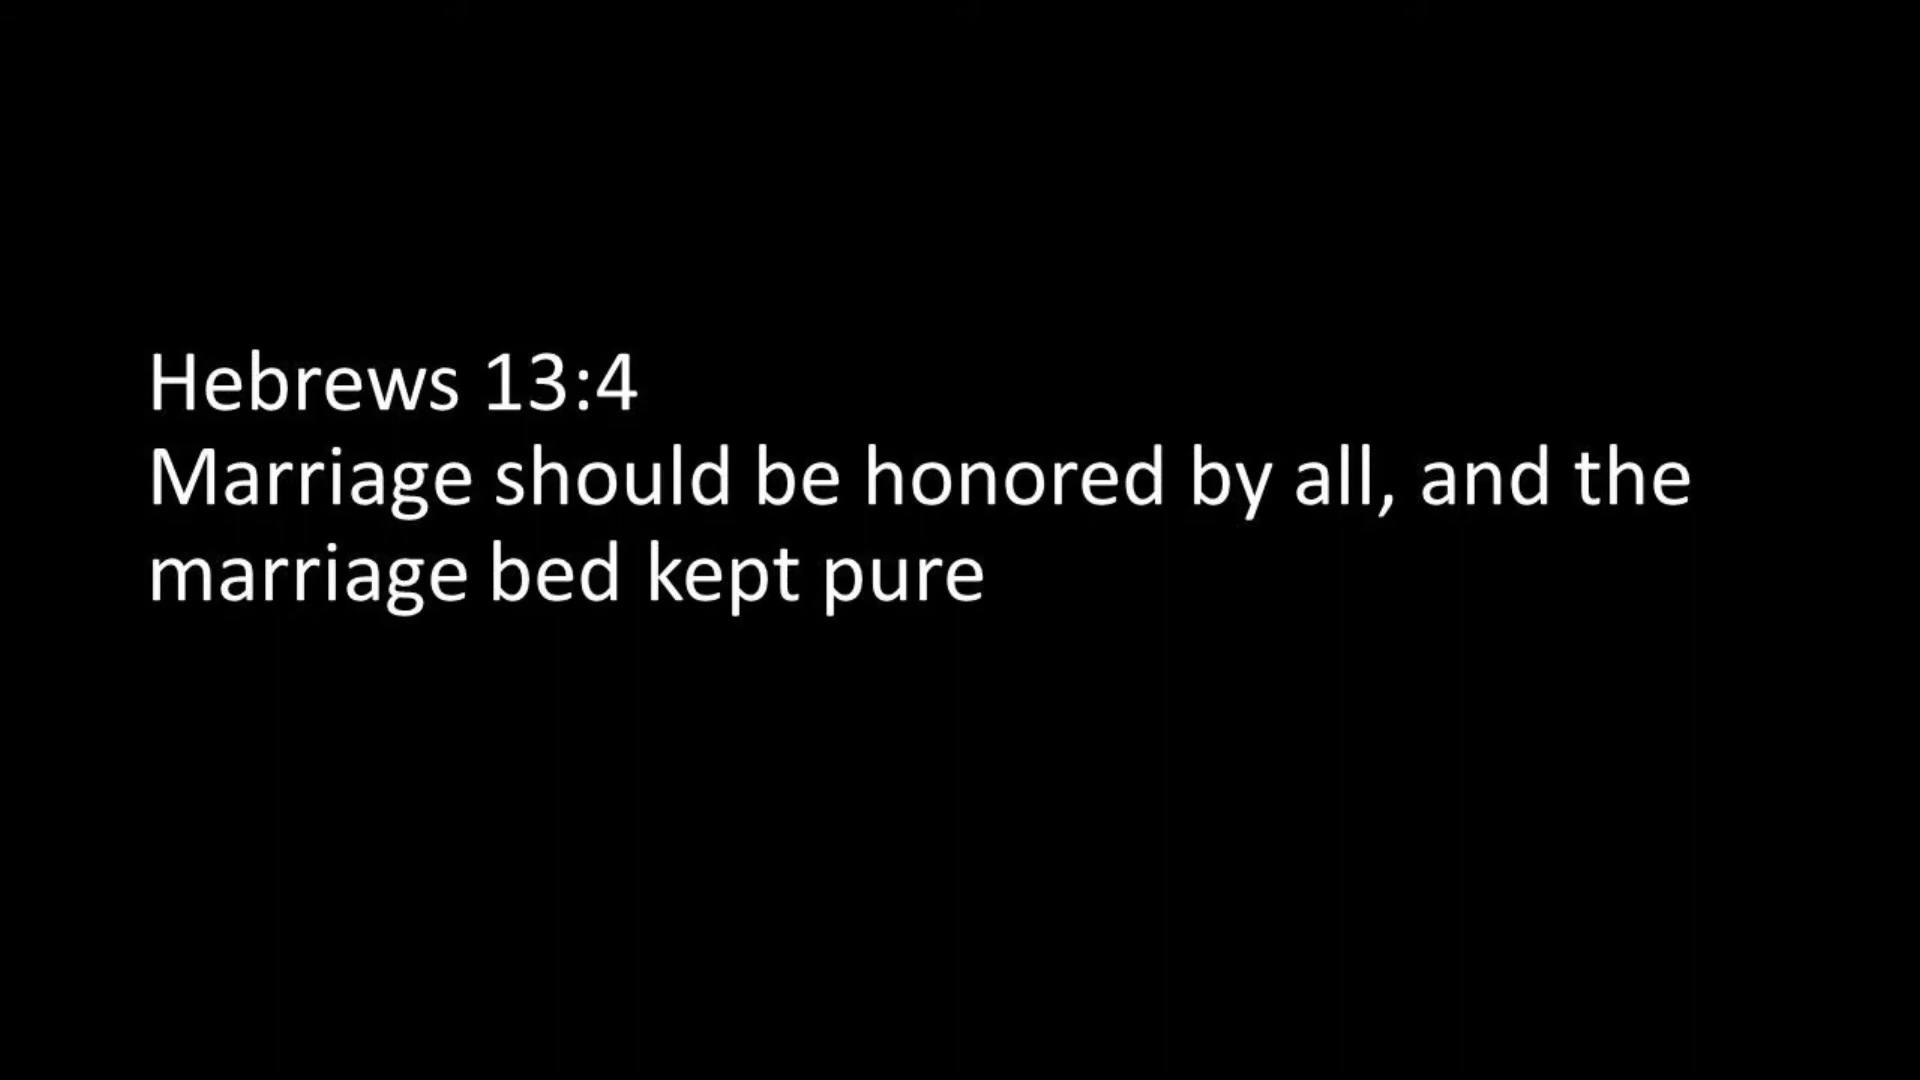 Hebrews 13:4
Marriage should be honored by all, and the
marriage bed kept pure